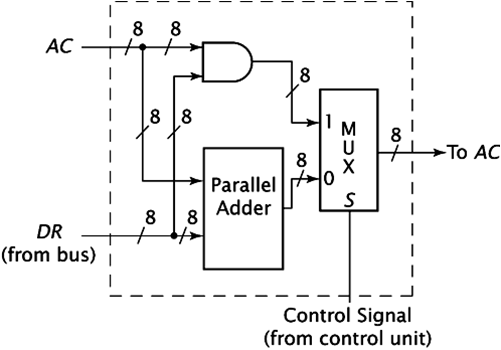 8 8 8
AC
8 8
1
M
U
X
8
To AC
8
0
Parallel
Adder
S
8 8
DR
(from bus)
Control Signal
(from control unit)